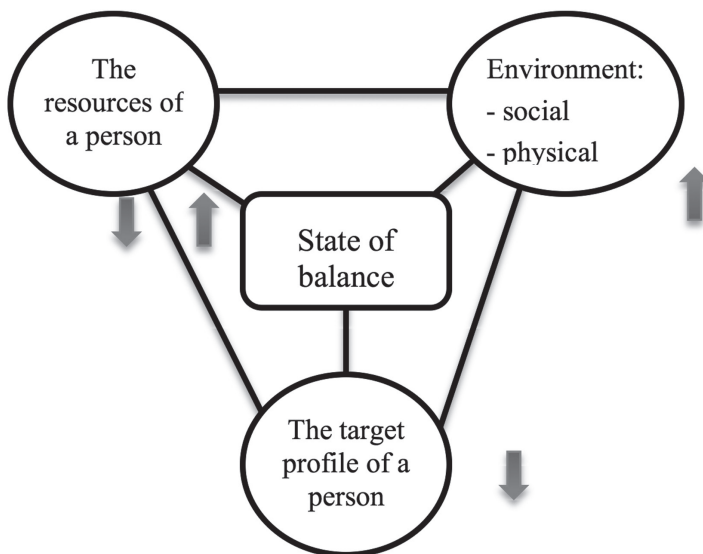 The
resources of
a person
Environment:
- social
- physical
State of
balance
The target
profile of a
person